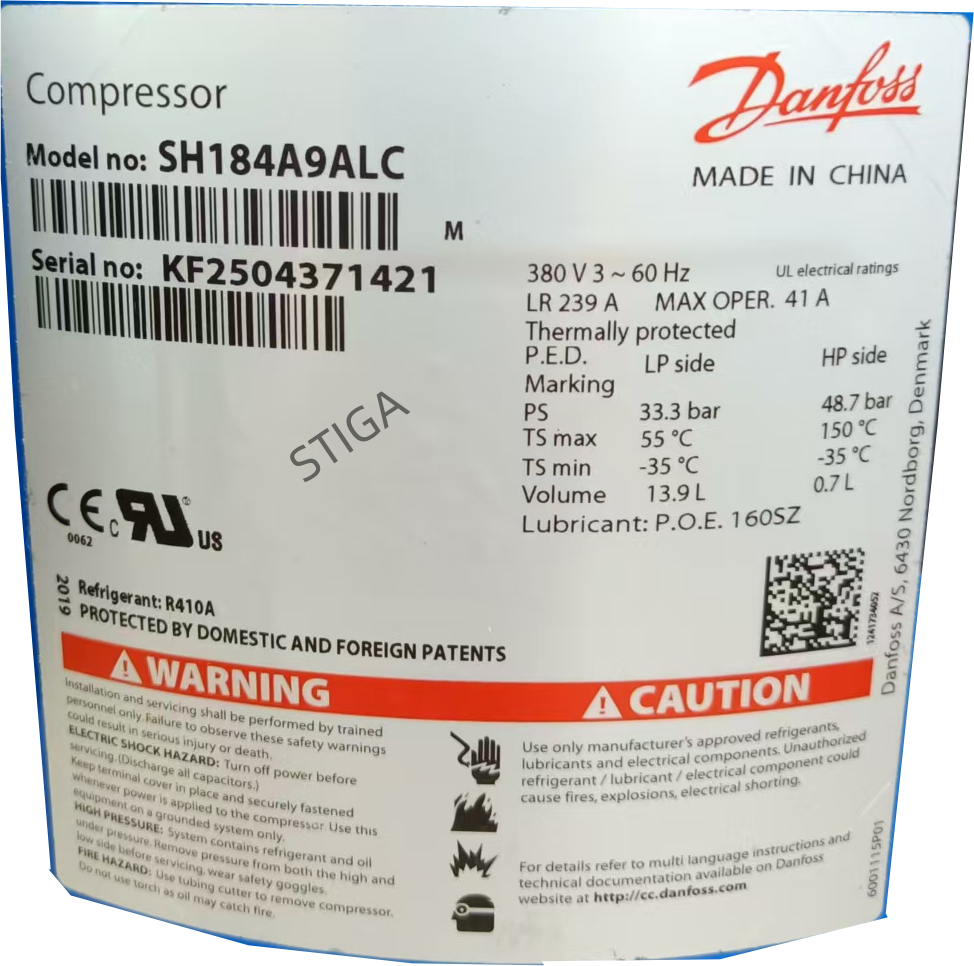 Danfoss
Compressor
MADE IN CHINA
Model no: SH184A9ALC
M
Serial no: KF2504371421
380 V 3 ~ 60 Hz UL electrical ratings
LR 239 A MAX OPER. 41 A
Thermally protected
P.E.D. LP side HP side
Marking
PS 33.3 bar 48.7 bar
TS max 55 °C 150 °C
TS min -35 °C -35 °C
Volume 13.9 L 0.7 L
Lubricant: P.O.E. 160SZ
STIGA
CE
0062
c RU ® US
2019
Refrigerant: R410A
PROTECTED BY DOMESTIC AND FOREIGN PATENTS
1241734052
Danfoss A/S, 6430 Nordborg, Denmark
WARNING
Installation and servicing shall be performed by trained
personnel only. Failure to observe these safety warnings
could result in serious injury or death.
ELECTRIC SHOCK HAZARD: Turn off power before
servicing. (Discharge all capacitors.)
Keep terminal cover in place and securely fastened
whenever power is applied to the compressor. Use this
equipment on a grounded system only.
HIGH PRESSURE: System contains refrigerant and oil
under pressure. Remove pressure from both the high and
low side before servicing, wear safety goggles.
FIRE HAZARD: Use tubing cutter to remove compressor.
Do not use torch as oil may catch fire.
CAUTION
Use only manufacturer's approved refrigerants,
lubricants and electrical components. Unauthorized
refrigerant / lubricant / electrical component could
cause fires, explosions, electrical shorting.
For details refer to multi language instructions and
technical documentation available on Danfoss
website at http://cc.danfoss.com
6001115P01